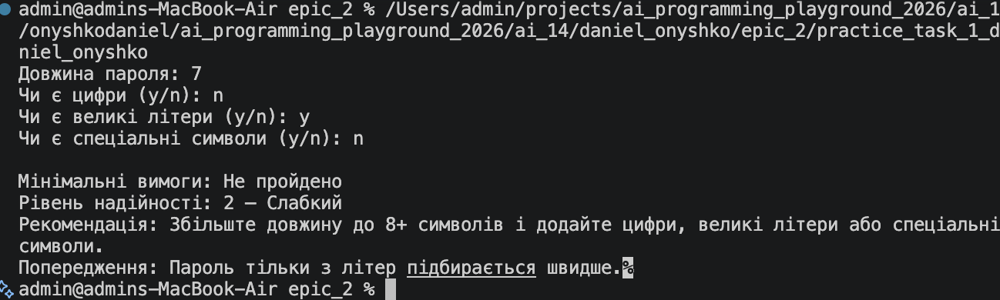 admin@admins-MacBook-Air epic_2 % /Users/admin/projects/ai_programming_playground_2026/ai_1
/onyshkodaniel/ai_programming_playground_2026/ai_14/daniel_onyshko/epic_2/practice_task_1_d
niel_onyshko
Довжина пароля: 7
Чи є цифри (y/n): n
Чи є великі літери (y/n): y
Чи є спеціальні символи (y/n): n
Мінімальні вимоги: Не пройдено
Рівень надійності: 2 — Слабкий
Рекомендація: Збільште довжину до 8+ символів і додайте цифри, великі літери або спеціальні
символи.
Попередження: Пароль тільки з літер підбирається швидше.%
admin@admins-MacBook-Air epic_2 %